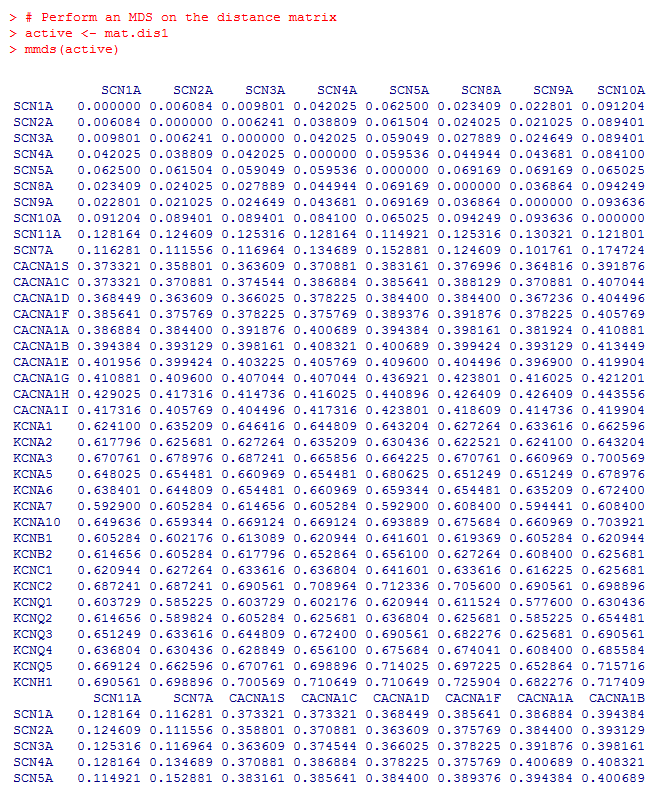 > # Perform an MDS on the distance matrix
> active <- mat.dis1
> mmds(active)
SCN1A SCN2A SCN3A SCN4A SCN5A SCN8A SCN9A SCN10A
SCN1A 0.000000 0.006084 0.009801 0.042025 0.062500 0.023409 0.022801 0.091204
SCN2A 0.006084 0.000000 0.006241 0.038809 0.061504 0.024025 0.021025 0.089401
SCN3A 0.009801 0.006241 0.000000 0.042025 0.059049 0.027889 0.024649 0.089401
SCN4A 0.042025 0.038809 0.042025 0.000000 0.059536 0.044944 0.043681 0.084100
SCN5A 0.062500 0.061504 0.059049 0.059536 0.000000 0.069169 0.069169 0.065025
SCN8A 0.023409 0.024025 0.027889 0.044944 0.069169 0.000000 0.036864 0.094249
SCN9A 0.022801 0.021025 0.024649 0.043681 0.069169 0.036864 0.000000 0.093636
SCN10A 0.091204 0.089401 0.089401 0.084100 0.065025 0.094249 0.093636 0.000000
SCN11A 0.128164 0.124609 0.125316 0.128164 0.114921 0.125316 0.130321 0.121801
SCN7A 0.116281 0.111556 0.116964 0.134689 0.152881 0.124609 0.101761 0.174724
CACNA1S 0.373321 0.358801 0.363609 0.370881 0.383161 0.376996 0.364816 0.391876
CACNA1C 0.373321 0.370881 0.374544 0.386884 0.385641 0.388129 0.370881 0.407044
CACNA1D 0.368449 0.363609 0.366025 0.378225 0.384400 0.384400 0.367236 0.404496
CACNA1F 0.385641 0.375769 0.378225 0.375769 0.389376 0.391876 0.378225 0.405769
CACNA1A 0.386884 0.384400 0.391876 0.400689 0.394384 0.398161 0.381924 0.410881
CACNA1B 0.394384 0.393129 0.398161 0.408321 0.400689 0.399424 0.393129 0.413449
CACNA1E 0.401956 0.399424 0.403225 0.405769 0.409600 0.404496 0.396900 0.419904
CACNA1G 0.410881 0.409600 0.407044 0.407044 0.436921 0.423801 0.416025 0.421201
CACNA1H 0.429025 0.417316 0.414736 0.416025 0.440896 0.426409 0.426409 0.443556
CACNA1I 0.417316 0.405769 0.404496 0.417316 0.423801 0.418609 0.414736 0.419904
KCNA1 0.624100 0.635209 0.646416 0.644809 0.643204 0.627264 0.633616 0.662596
KCNA2 0.617796 0.625681 0.627264 0.635209 0.630436 0.622521 0.624100 0.643204
KCNA3 0.670761 0.678976 0.687241 0.665856 0.664225 0.670761 0.660969 0.700569
KCNA5 0.648025 0.654481 0.660969 0.654481 0.680625 0.651249 0.651249 0.678976
KCNA6 0.638401 0.644809 0.654481 0.660969 0.659344 0.654481 0.635209 0.672400
KCNA7 0.592900 0.605284 0.614656 0.605284 0.592900 0.608400 0.594441 0.608400
KCNA10 0.649636 0.659344 0.669124 0.669124 0.693889 0.675684 0.660969 0.703921
KCNB1 0.605284 0.602176 0.613089 0.620944 0.641601 0.619369 0.605284 0.620944
KCNB2 0.614656 0.605284 0.617796 0.652864 0.656100 0.627264 0.608400 0.625681
KCNC1 0.620944 0.627264 0.633616 0.636804 0.641601 0.633616 0.616225 0.625681
KCNC2 0.687241 0.687241 0.690561 0.708964 0.712336 0.705600 0.690561 0.698896
KCNQ1 0.603729 0.585225 0.603729 0.602176 0.620944 0.611524 0.577600 0.630436
KCNQ2 0.614656 0.589824 0.605284 0.625681 0.636804 0.625681 0.585225 0.654481
KCNQ3 0.651249 0.633616 0.644809 0.672400 0.690561 0.682276 0.625681 0.690561
KCNQ4 0.636804 0.630436 0.628849 0.656100 0.675684 0.674041 0.608400 0.685584
KCNQ5 0.669124 0.662596 0.670761 0.698896 0.714025 0.697225 0.652864 0.715716
KCNH1 0.690561 0.698896 0.700569 0.710649 0.710649 0.725904 0.682276 0.717409
SCN11A SCN7A CACNA1S CACNA1C CACNA1D CACNA1F CACNA1A CACNA1B
SCN1A 0.128164 0.116281 0.373321 0.373321 0.368449 0.385641 0.386884 0.394384
SCN2A 0.124609 0.111556 0.358801 0.370881 0.363609 0.375769 0.384400 0.393129
SCN3A 0.125316 0.116964 0.363609 0.374544 0.366025 0.378225 0.391876 0.398161
SCN4A 0.128164 0.134689 0.370881 0.386884 0.378225 0.375769 0.400689 0.408321
SCN5A 0.114921 0.152881 0.383161 0.385641 0.384400 0.389376 0.394384 0.400689